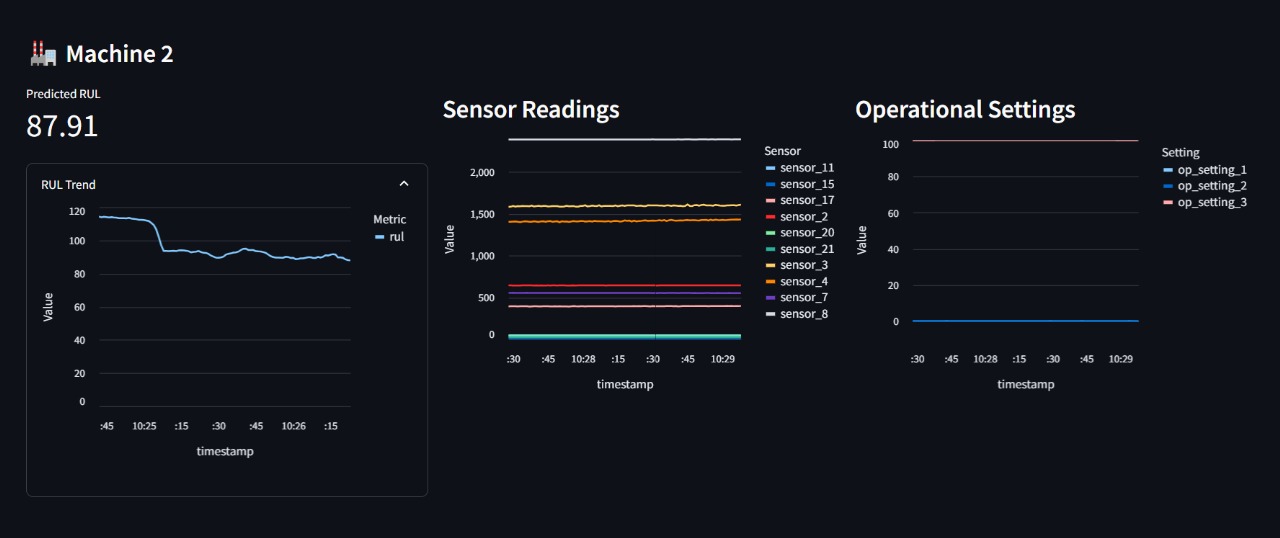 Machine 2
Predicted RUL
87.91
RUL Trend
120
100
80
60
40
20
0
Value
:45 10:25 :15 :30 :45 10:26 :15
timestamp
Metric
rul
Sensor Readings
2,000
1,500
1,000
500
0
Value
:30 :45 10:28 :15 :30 :45 10:29
timestamp
Sensor
sensor_11
sensor_15
sensor_17
sensor_2
sensor_20
sensor_21
sensor_3
sensor_4
sensor_7
sensor_8
Operational Settings
100
80
60
40
20
0
Value
:30 :45 10:28 :15 :30 :45 10:29
timestamp
Setting
op_setting_1
op_setting_2
op_setting_3